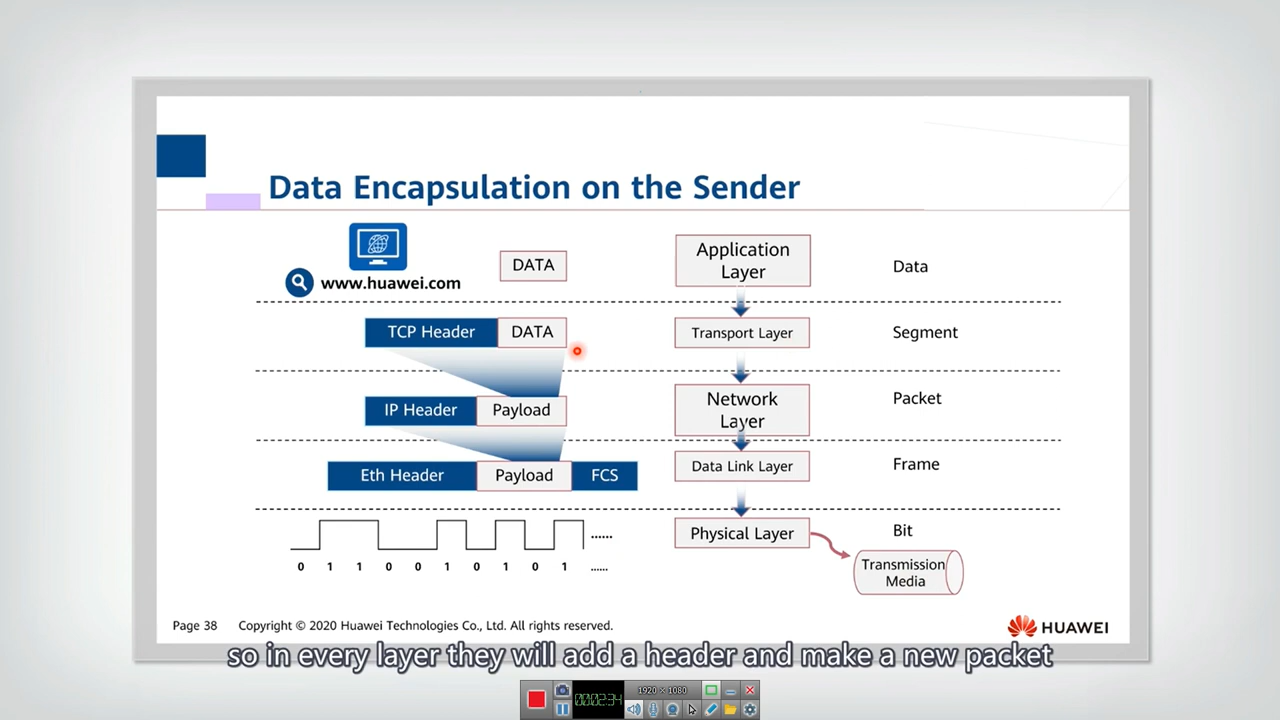 Data Encapsulation on the Sender
www.huawei.com
DATA
Application
Layer
Data
TCP Header
DATA
Transport Layer
Segment
IP Header
Payload
Network
Layer
Packet
Eth Header
Payload
FCS
Data Link Layer
Frame
Physical Layer
Bit
......
0 1 1 0 0 1 0 1 0 1 ......
Transmission
Media
Page 38
Copyright © 2020 Huawei Technologies Co., Ltd. All rights reserved.
HUAWEI
so in every layer they will add a header and make a new packet
00:02:34
1920 × 1080